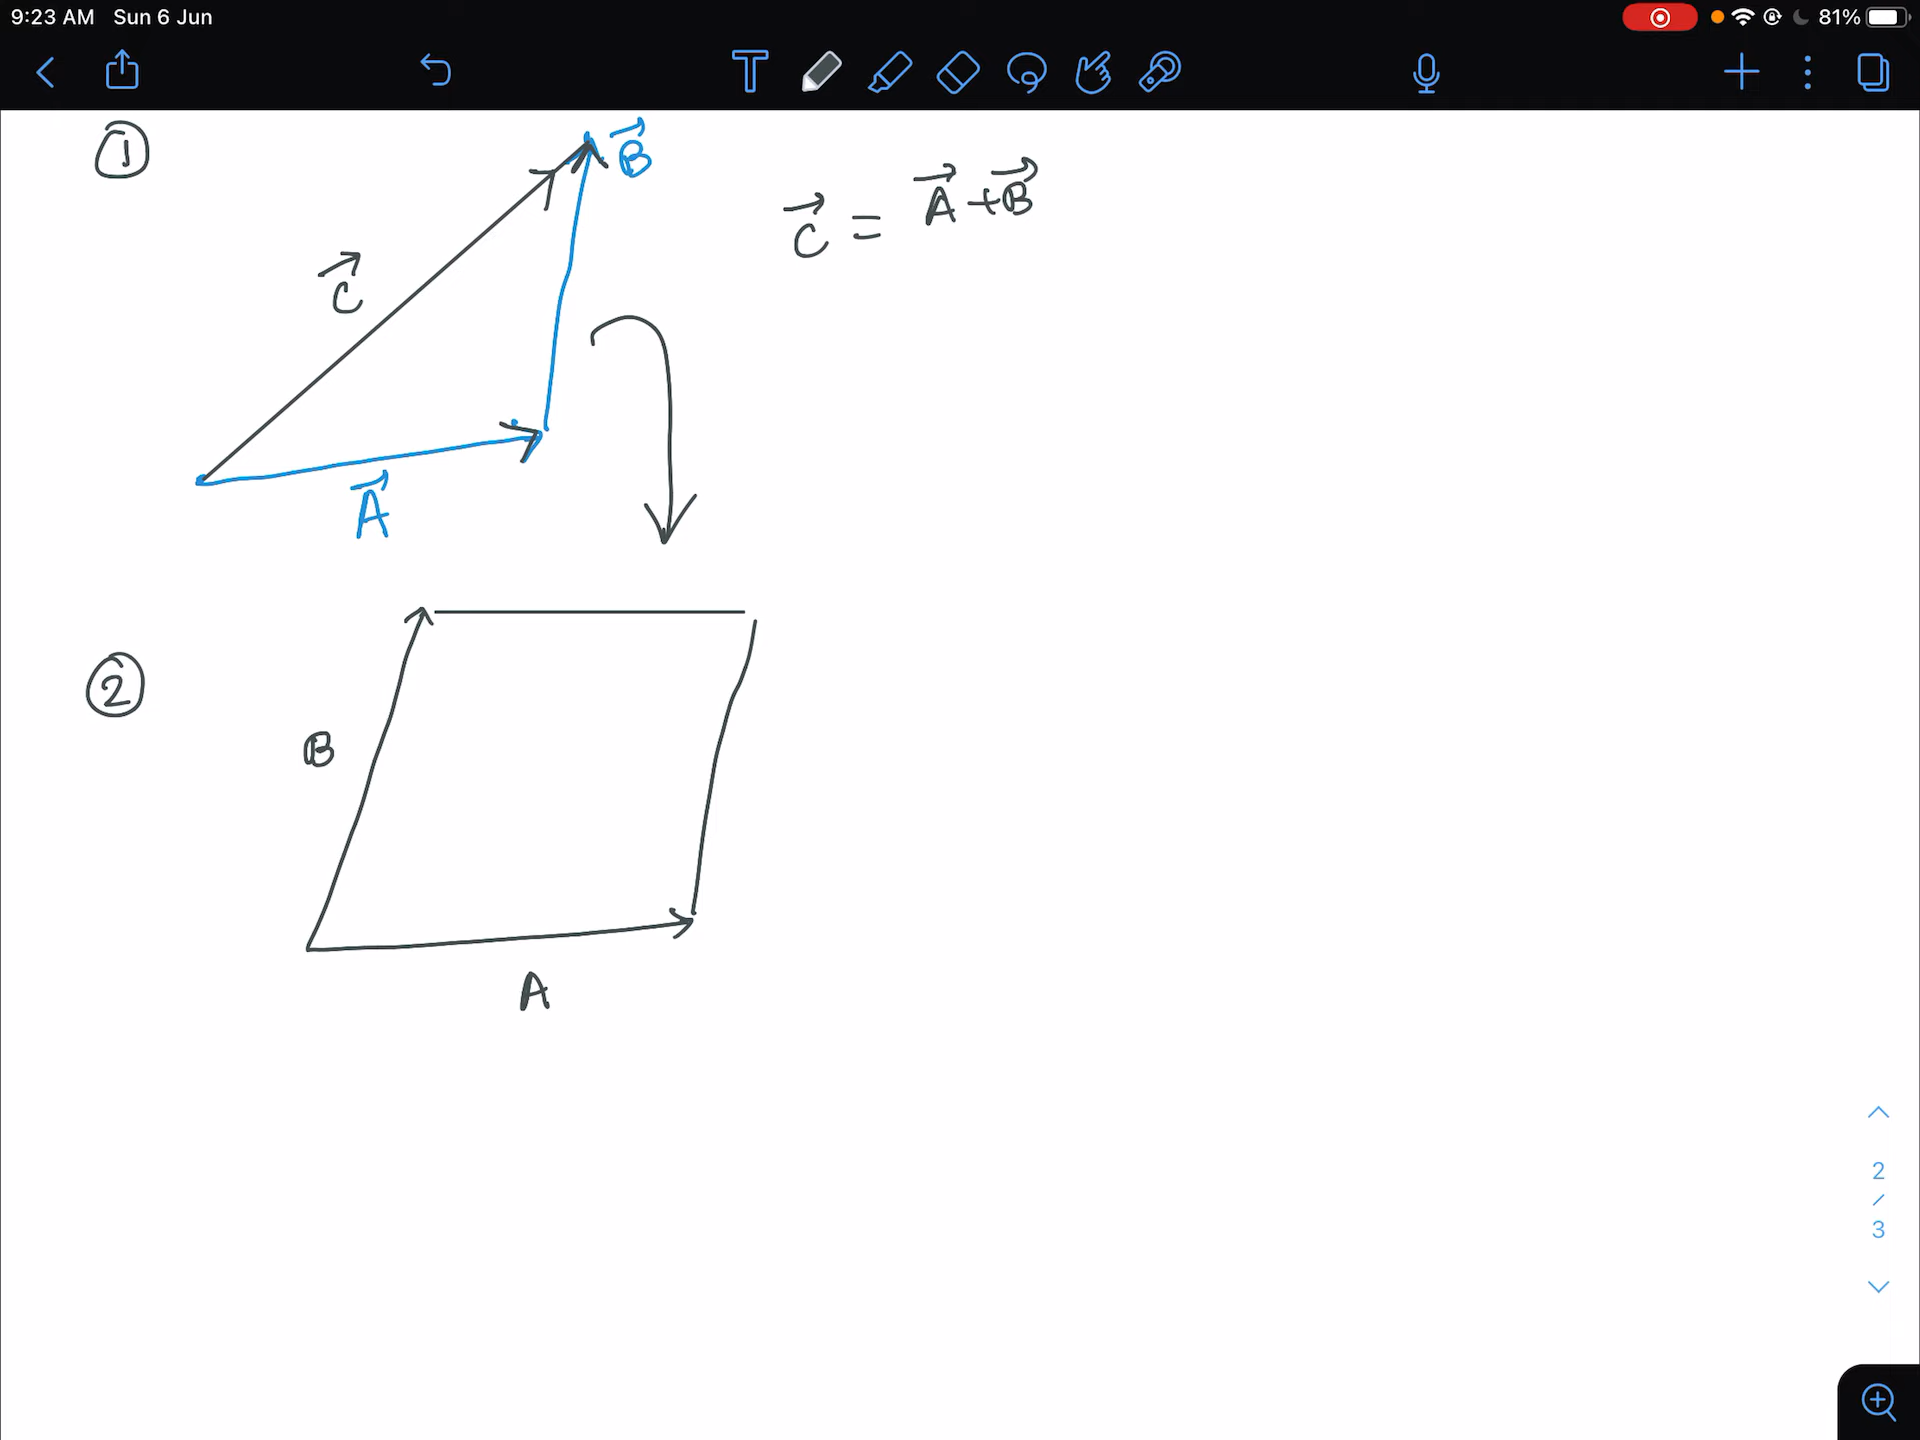 9:23 AM Sun 6 Jun
81%
①
B⃗
C⃗ = A⃗ + B⃗
C⃗
A⃗
②
B
A
2
/
3